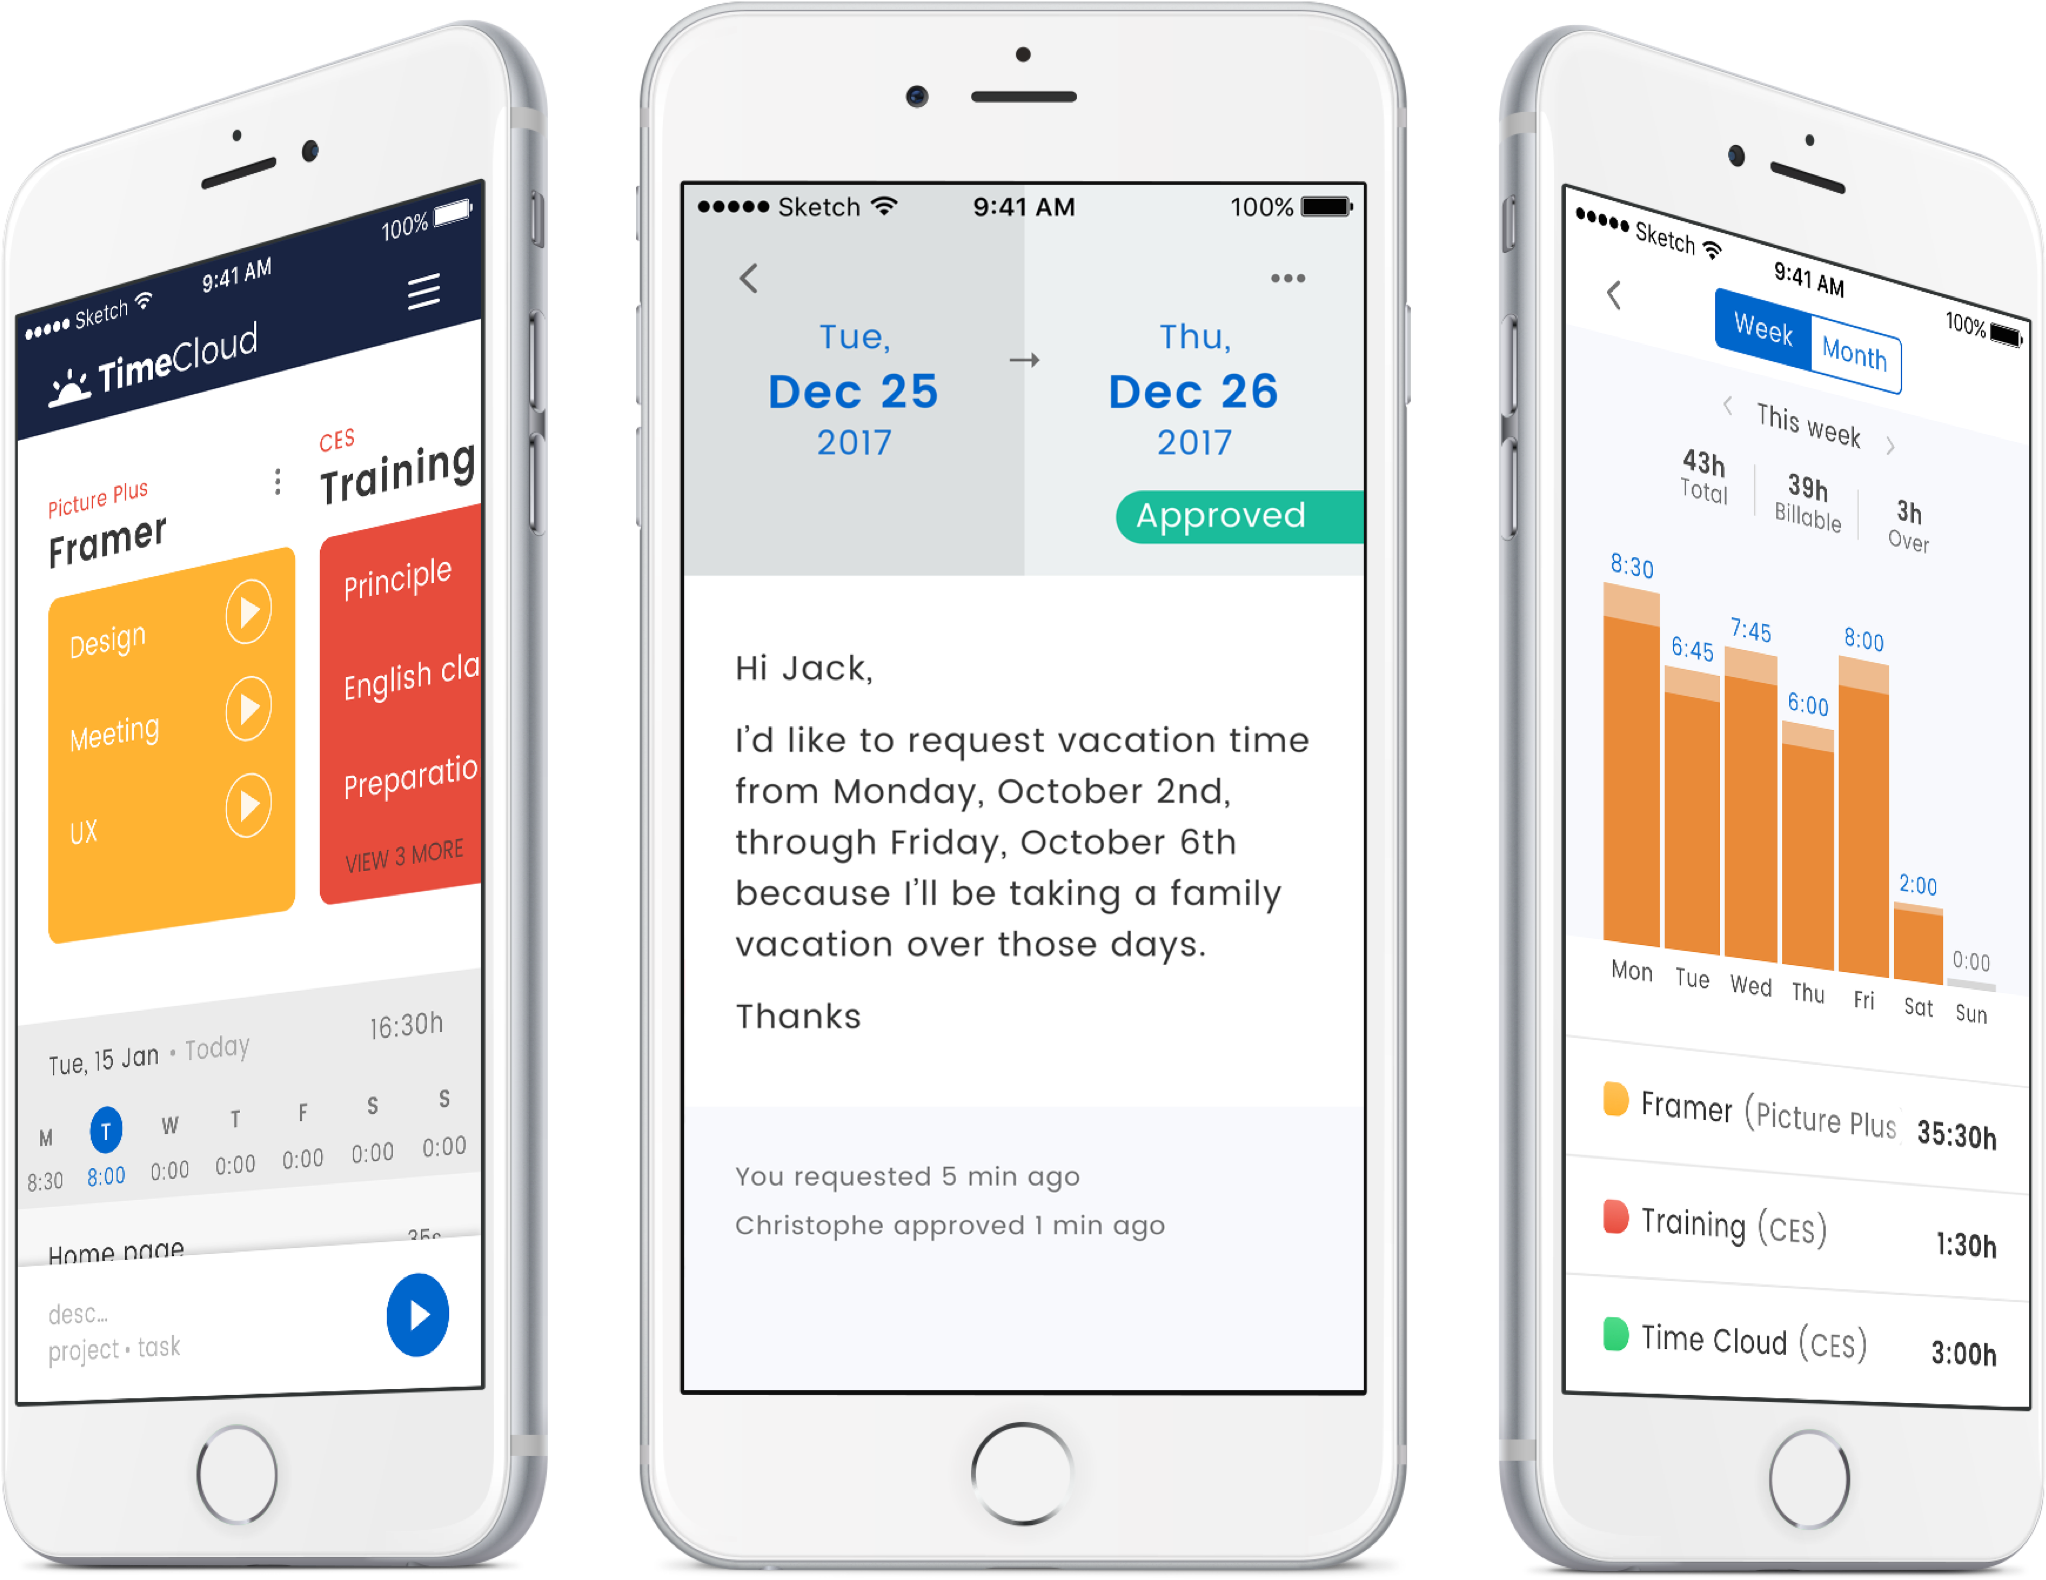 Sketch
9:41 AM
100%
TimeCloud
Picture Plus
Framer
Design
Meeting
UX
CES
Training
Principle
English cla
Preparatio
VIEW 3 MORE
Tue, 15 Jan • Today
16:30h
M T W T F S S
8:30 8:00 0:00 0:00 0:00 0:00 0:00
Home page
35s
desc...
project • task
Sketch
9:41 AM
100%
Tue,
Dec 25
2017
→
Thu,
Dec 26
2017
Approved
Hi Jack,
I’d like to request vacation time
from Monday, October 2nd,
through Friday, October 6th
because I’ll be taking a family
vacation over those days.
Thanks
You requested 5 min ago
Christophe approved 1 min ago
Sketch
9:41 AM
100%
Week
Month
This week
43h
Total
39h
Billable
3h
Over
8:30 6:45 7:45 6:00 8:00 2:00 0:00
Mon Tue Wed Thu Fri Sat Sun
Framer (Picture Plus 35:30h
Training (CES) 1:30h
Time Cloud (CES) 3:00h